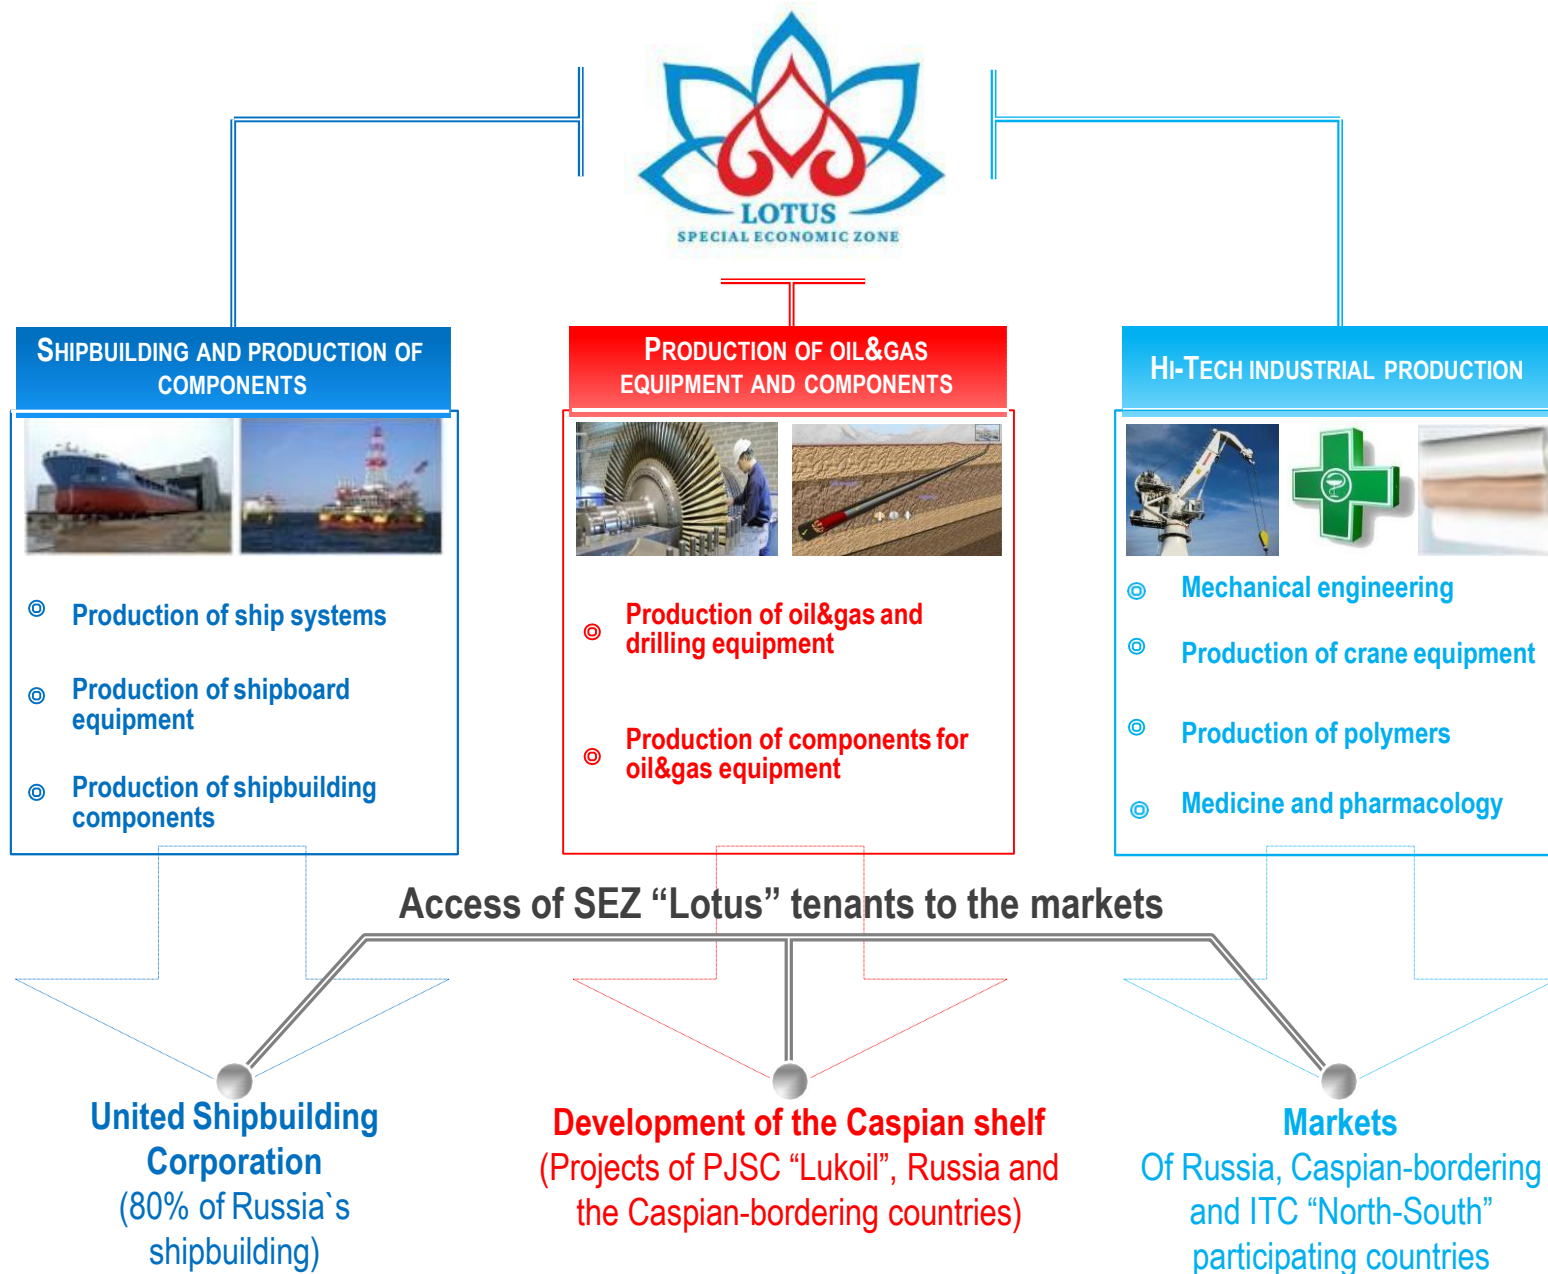 LOTUS
SPECIAL ECONOMIC ZONE
SHIPBUILDING AND PRODUCTION OF
COMPONENTS
Production of ship systems
Production of shipboard
equipment
Production of shipbuilding
components
PRODUCTION OF OIL&GAS
EQUIPMENT AND COMPONENTS
Production of oil&gas and
drilling equipment
Production of components for
oil&gas equipment
HI-TECH INDUSTRIAL PRODUCTION
Mechanical engineering
Production of crane equipment
Production of polymers
Medicine and pharmacology
Access of SEZ “Lotus” tenants to the markets
United Shipbuilding
Corporation
(80% of Russia`s
shipbuilding)
Development of the Caspian shelf
(Projects of PJSC “Lukoil”, Russia and
the Caspian-bordering countries)
Markets
Of Russia, Caspian-bordering
and ITC “North-South”
participating countries